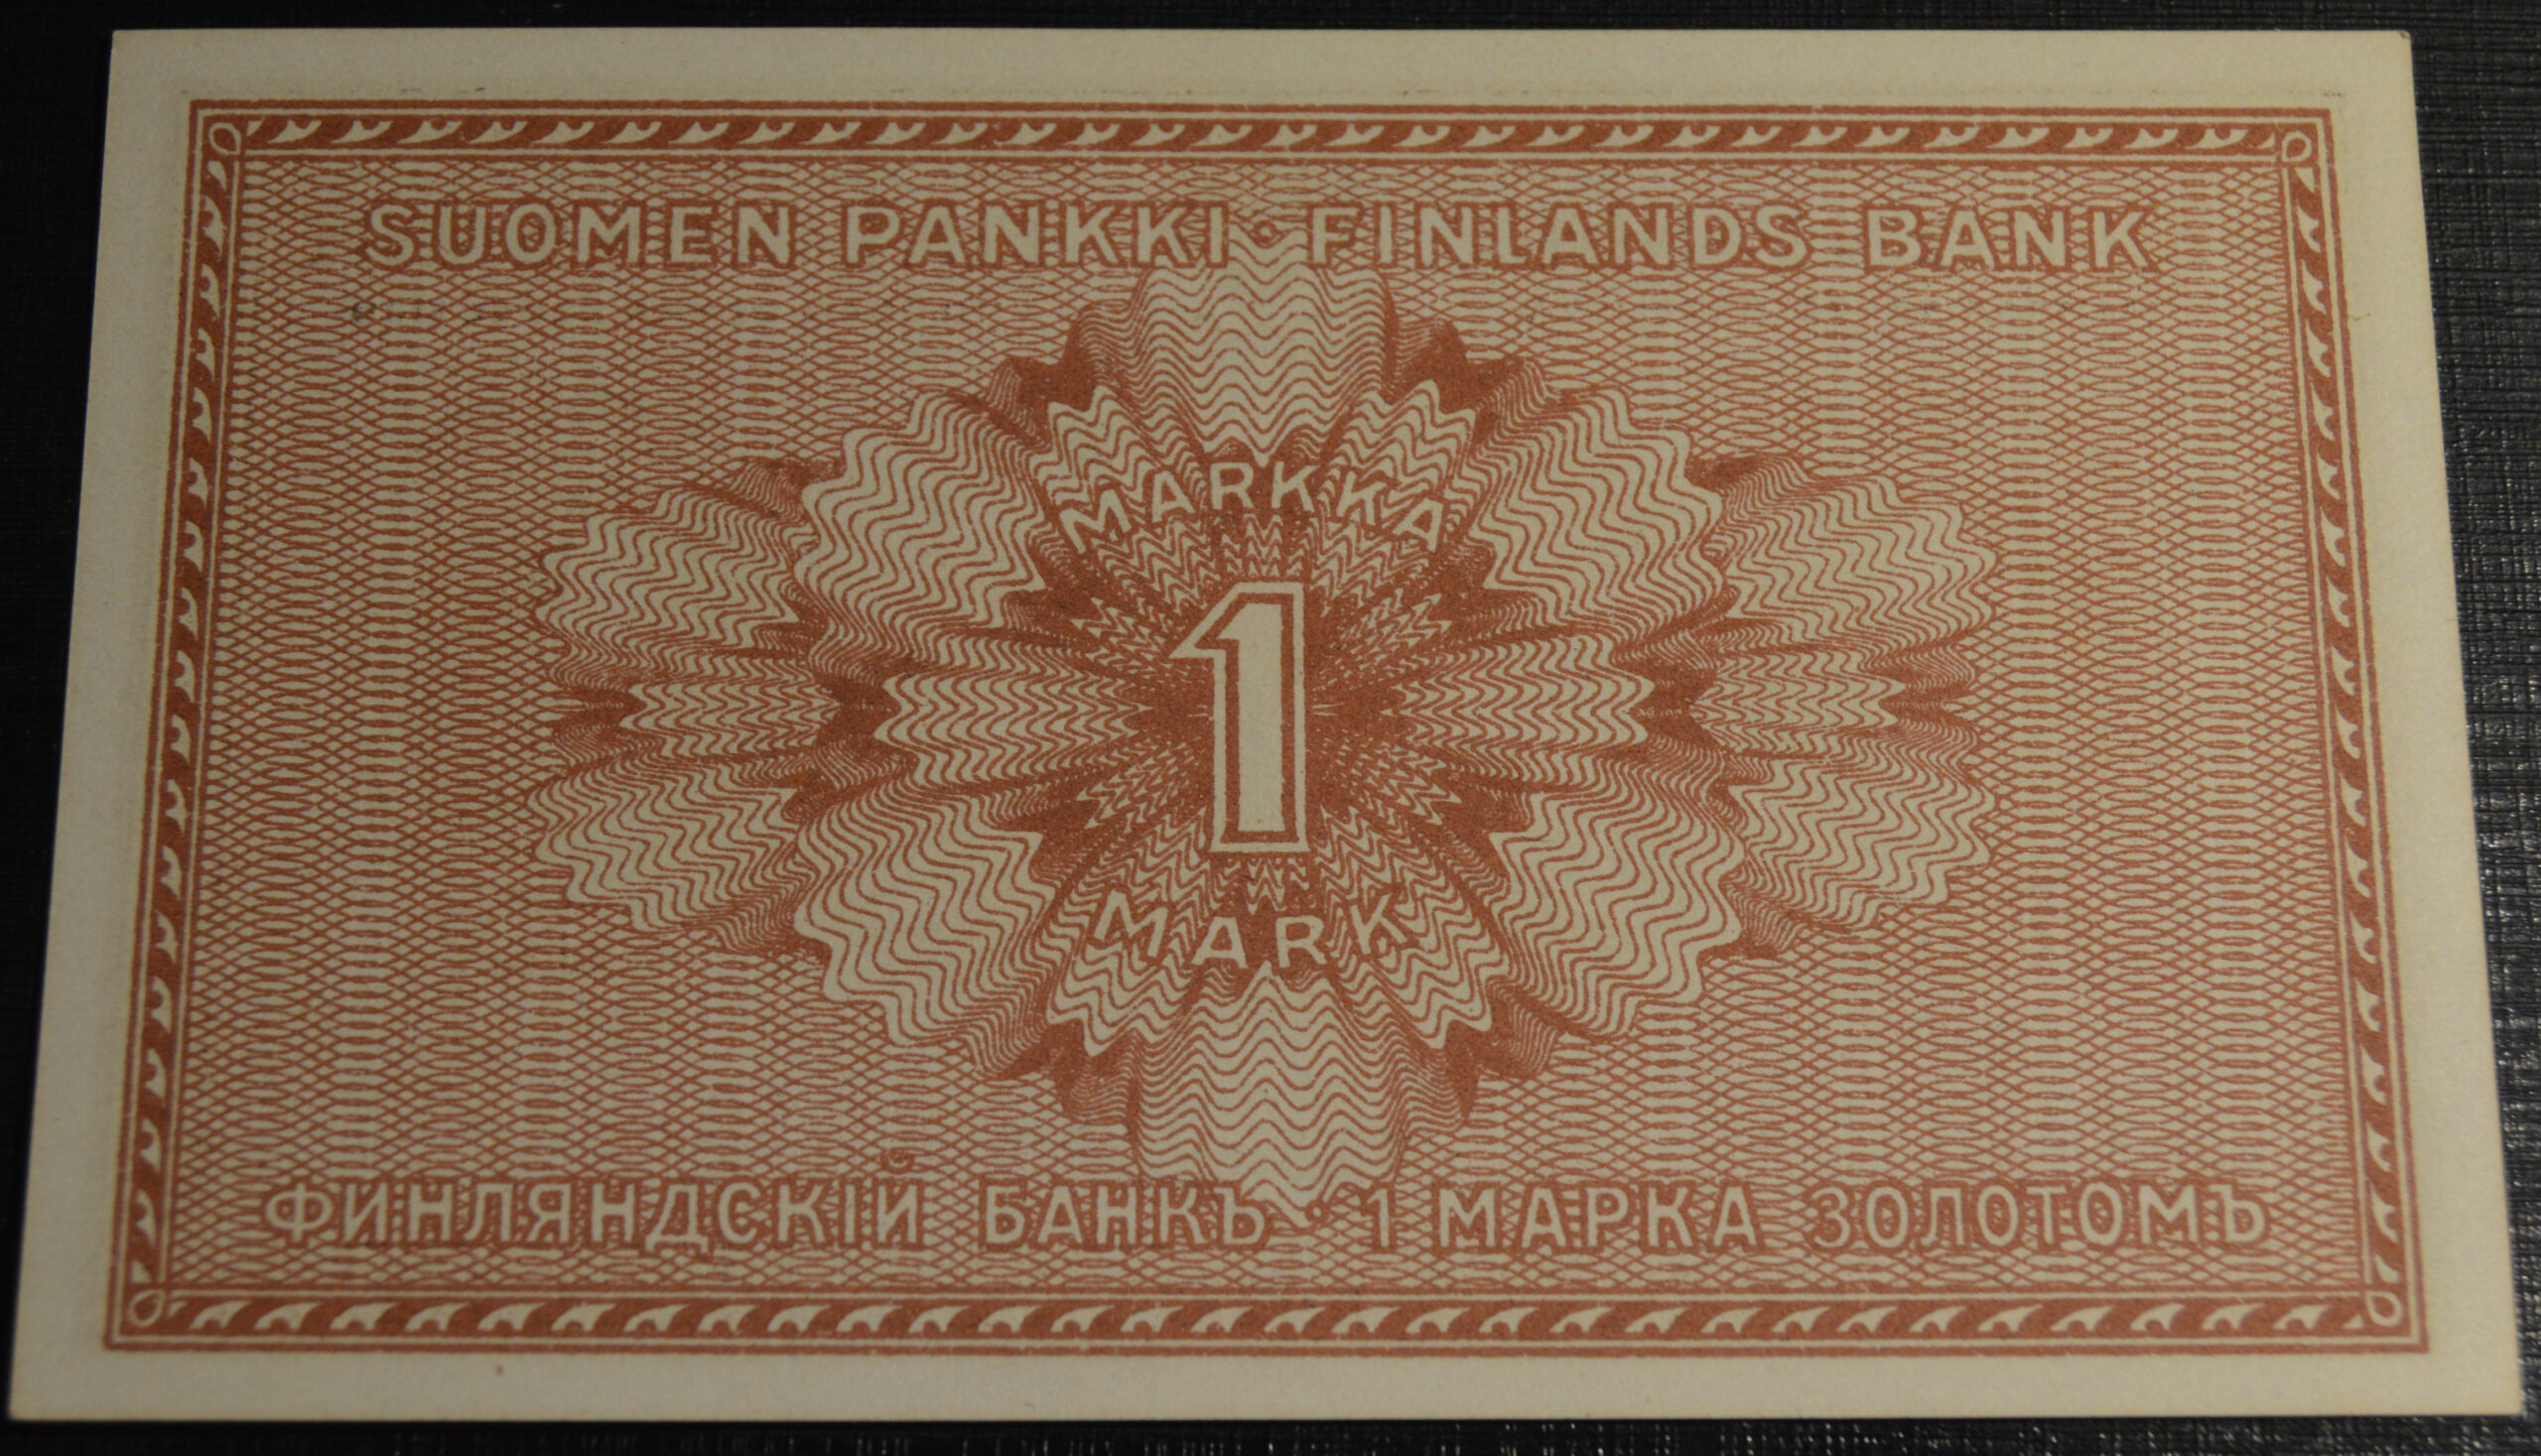 SUOMEN PANKKI · FINLANDS BANK
MARKKA
1
MARK
ФИНЛЯНДСКІЙ БАНКЪ · 1 МАРКА ЗОЛОТОМЪ